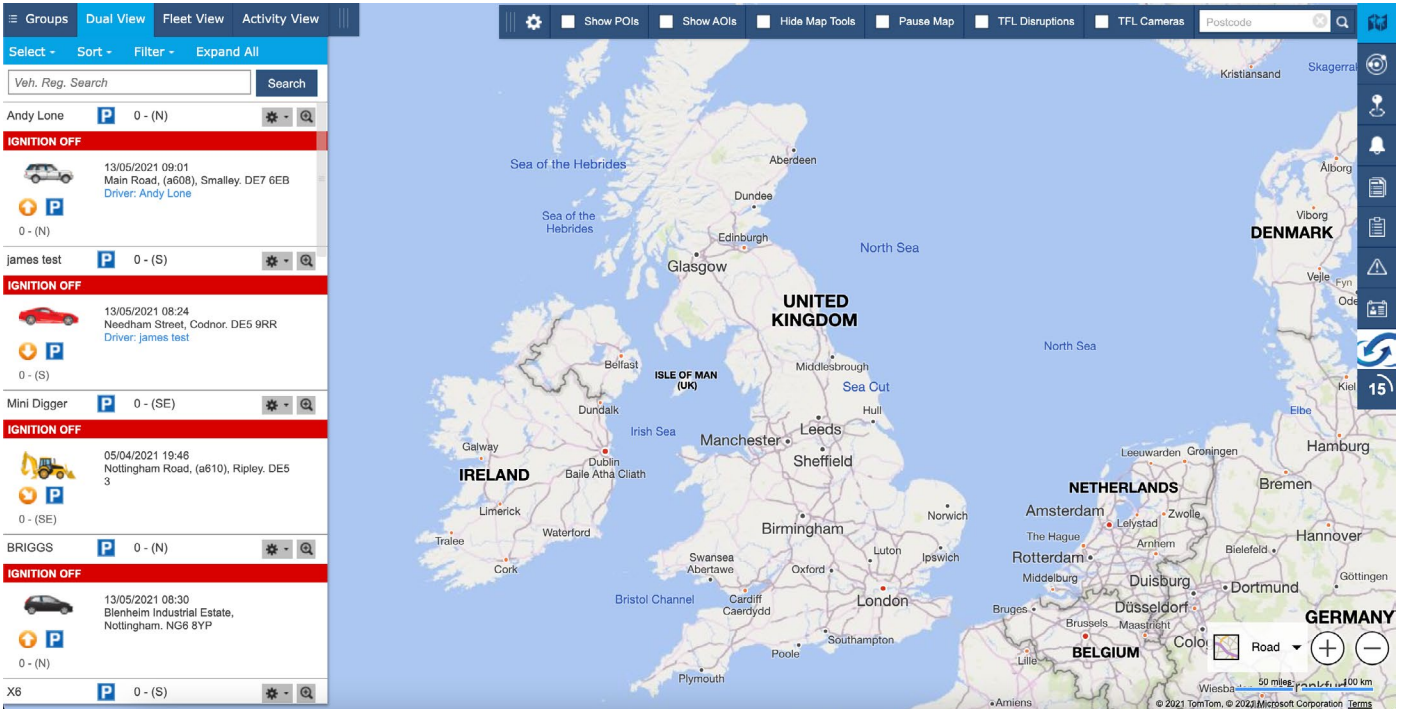 Groups Dual View Fleet View Activity View
Show POIs Show AOIs Hide Map Tools Pause Map TFL Disruptions TFL Cameras Postcode
Select Sort Filter Expand All
Veh. Reg. Search Search
Andy Lone P 0 - (N)
IGNITION OFF
13/05/2021 09:01
Main Road, (a608), Smalley. DE7 6EB
Driver: Andy Lone
P
0 - (N)
james test P 0 - (S)
IGNITION OFF
13/05/2021 08:24
Needham Street, Codnor. DE5 9RR
Driver: james test
P
0 - (S)
Mini Digger P 0 - (SE)
IGNITION OFF
05/04/2021 19:46
Nottingham Road, (a610), Ripley. DE5
3
P
0 - (SE)
BRIGGS P 0 - (N)
IGNITION OFF
13/05/2021 08:30
Blenheim Industrial Estate,
Nottingham. NG6 8YP
P
0 - (N)
X6 P 0 - (S)
Kristiansand
Skagerra
Sea of the Hebrides
Aberdeen
Ålborg
Dundee
Sea of the
Hebrides
Viborg
DENMARK
Edinburgh
North Sea
Glasgow
Vejle
Fyn
Ode
UNITED
KINGDOM
North Sea
Belfast
Middlesbrough
ISLE OF MAN
(UK)
Sea Cut
15
Kiel
Dundalk
Hull
Elbe
Irish Sea
Leeds
Manchester
Galway
Hamburg
Leeuwarden
Groningen
Dublin
Baile Atha Cliath
Sheffield
IRELAND
Bremen
NETHERLANDS
Limerick
Amsterdam
Lelystad
Zwolle
Norwich
Birmingham
Waterford
Tralee
The Hague
Arnhem
Hannover
Luton
Ipswich
Bielefeld
Swansea
Abertawe
Rotterdam
Cork
Oxford
Middelburg
Duisburg
Göttingen
Dortmund
Bristol Channel
Cardiff
Caerdydd
London
Bruges
Düsseldorf
GERMANY
Brussels
Maastricht
Southampton
Colo
Road
BELGIUM
Poole
Lille
Plymouth
50 miles
100 km
Wiesba
Frankfurt
Amiens
© 2021 TomTom, © 2021 Microsoft Corporation Terms